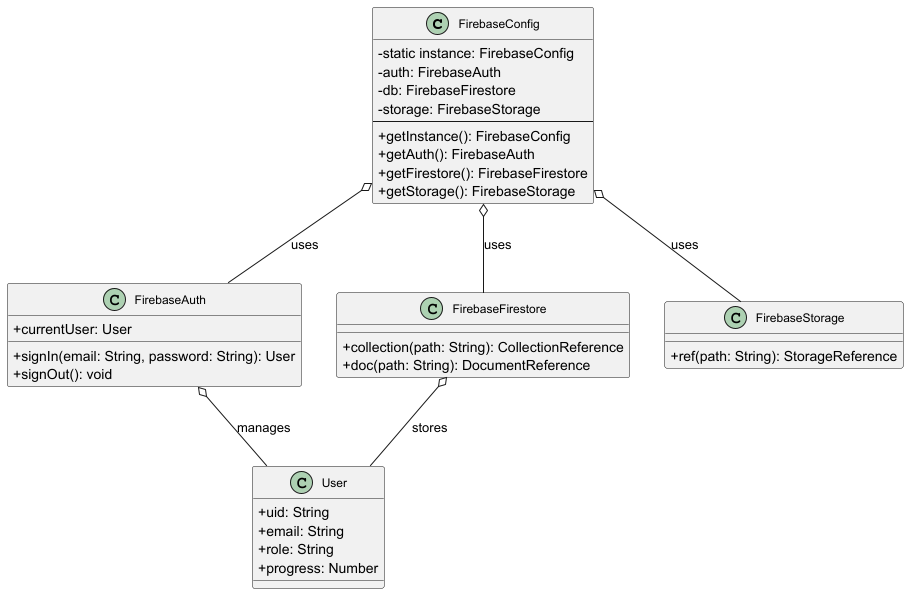 C FirebaseConfig
-static instance: FirebaseConfig
-auth: FirebaseAuth
-db: FirebaseFirestore
-storage: FirebaseStorage
+getInstance(): FirebaseConfig
+getAuth(): FirebaseAuth
+getFirestore(): FirebaseFirestore
+getStorage(): FirebaseStorage
uses
uses
uses
C FirebaseAuth
+currentUser: User
+signIn(email: String, password: String): User
+signOut(): void
C FirebaseFirestore
+collection(path: String): CollectionReference
+doc(path: String): DocumentReference
C FirebaseStorage
+ref(path: String): StorageReference
manages
stores
C User
+uid: String
+email: String
+role: String
+progress: Number